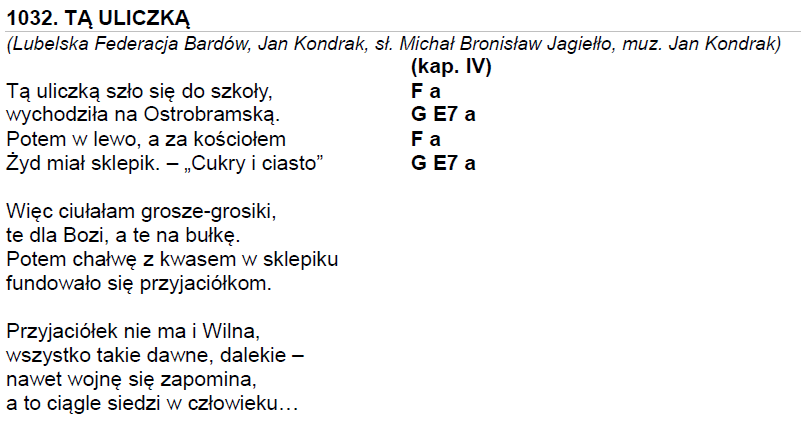 1032. TĄ ULICZKĄ
(Lubelska Federacja Bardów, Jan Kondrak, sł. Michał Bronisław Jagiełło, muz. Jan Kondrak)
(kap. IV)
Tą uliczką szło się do szkoły, F a
wychodziła na Ostrobramską. G E7 a
Potem w lewo, a za kościołem F a
Żyd miał sklepik. – „Cukry i ciasto” G E7 a

Więc ciułałam grosze-grosiki,
te dla Bozi, a te na bułkę.
Potem chałwę z kwasem w sklepiku
fundowało się przyjaciółkom.

Przyjaciółek nie ma i Wilna,
wszystko takie dawne, dalekie –
nawet wojnę się zapomina,
a to ciągle siedzi w człowieku…